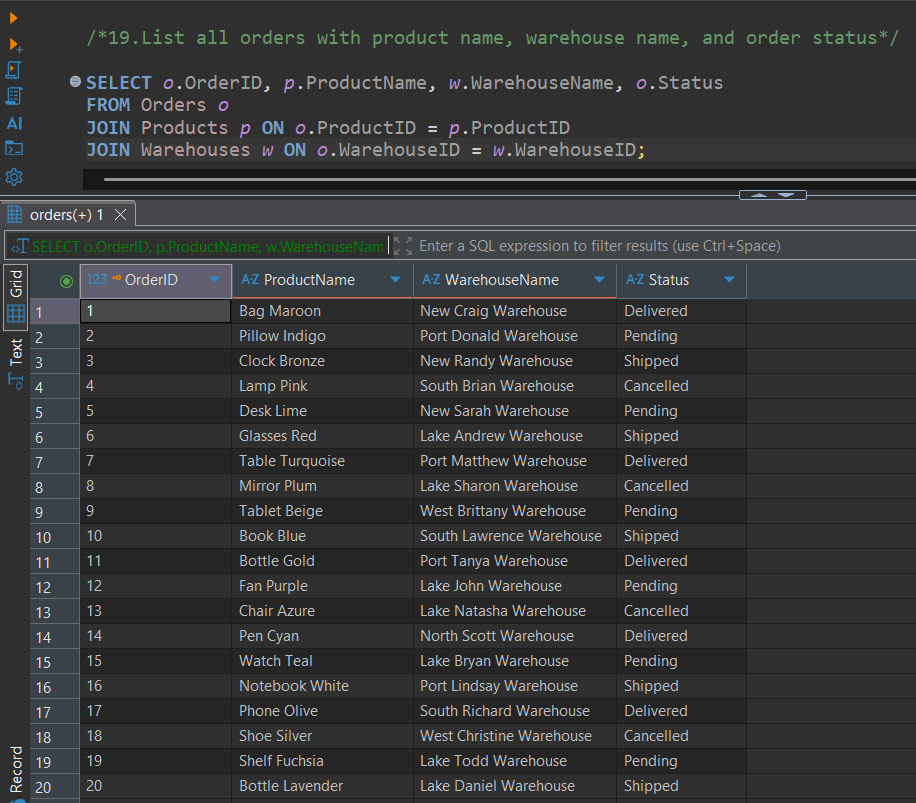 /*19.List all orders with product name, warehouse name, and order status*/
SELECT o.OrderID, p.ProductName, w.WarehouseName, o.Status
FROM Orders o
JOIN Products p ON o.ProductID = p.ProductID
JOIN Warehouses w ON o.WarehouseID = w.WarehouseID;
AI
orders(+) 1
SELECT o.OrderID, p.ProductName, w.WarehouseNam
Enter a SQL expression to filter results (use Ctrl+Space)
Grid
Text
Record
123 OrderID A-Z ProductName A-Z WarehouseName A-Z Status
1 1 Bag Maroon New Craig Warehouse Delivered
2 2 Pillow Indigo Port Donald Warehouse Pending
3 3 Clock Bronze New Randy Warehouse Shipped
4 4 Lamp Pink South Brian Warehouse Cancelled
5 5 Desk Lime New Sarah Warehouse Pending
6 6 Glasses Red Lake Andrew Warehouse Shipped
7 7 Table Turquoise Port Matthew Warehouse Delivered
8 8 Mirror Plum Lake Sharon Warehouse Cancelled
9 9 Tablet Beige West Brittany Warehouse Pending
10 10 Book Blue South Lawrence Warehouse Shipped
11 11 Bottle Gold Port Tanya Warehouse Delivered
12 12 Fan Purple Lake John Warehouse Pending
13 13 Chair Azure Lake Natasha Warehouse Cancelled
14 14 Pen Cyan North Scott Warehouse Delivered
15 15 Watch Teal Lake Bryan Warehouse Pending
16 16 Notebook White Port Lindsay Warehouse Shipped
17 17 Phone Olive South Richard Warehouse Delivered
18 18 Shoe Silver West Christine Warehouse Cancelled
19 19 Shelf Fuchsia Lake Todd Warehouse Pending
20 20 Bottle Lavender Lake Daniel Warehouse Shipped